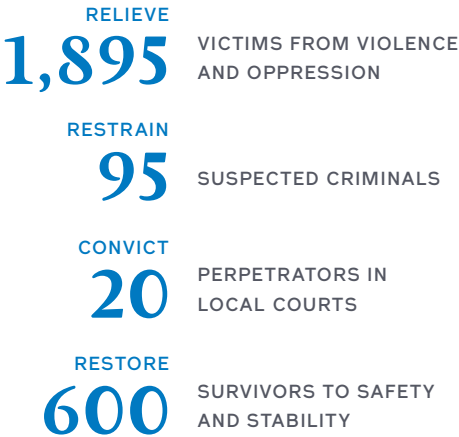 RELIEVE
1,895
VICTIMS FROM VIOLENCE
AND OPPRESSION
RESTRAIN
95
SUSPECTED CRIMINALS
CONVICT
20
PERPETRATORS IN
LOCAL COURTS
RESTORE
600
SURVIVORS TO SAFETY
AND STABILITY